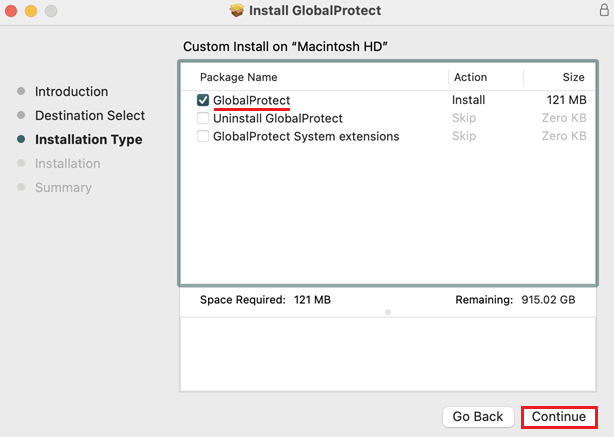 Install GlobalProtect
Custom Install on “Macintosh HD”
Introduction
Destination Select
Installation Type
Installation
Summary
Package Name Action Size
GlobalProtect Install 121 MB
Uninstall GlobalProtect Skip Zero KB
GlobalProtect System extensions Skip Zero KB
Space Required: 121 MB Remaining: 915.02 GB
Go Back Continue